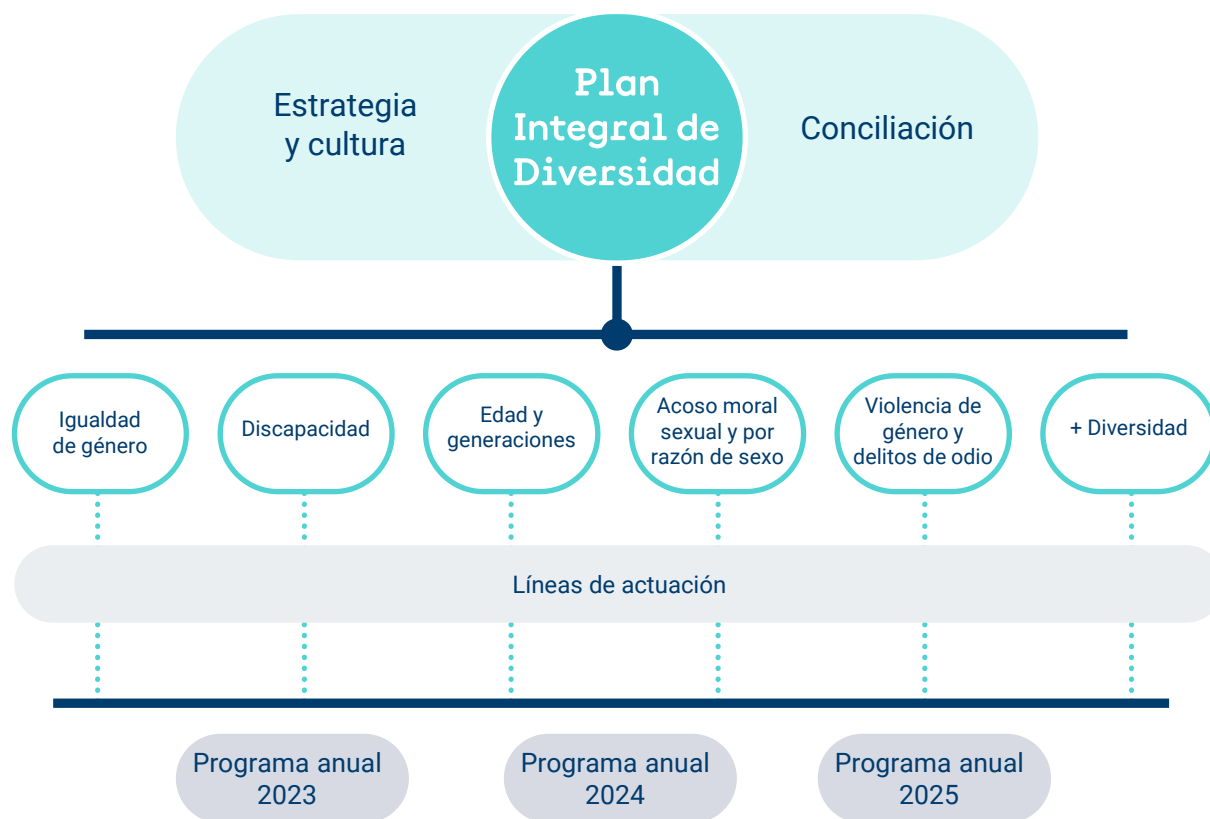 Estrategia
y cultura
Plan
Integral de
Diversidad
Conciliación
Igualdad
de género
Discapacidad
Edad y
generaciones
Acoso moral
sexual y por
razón de sexo
Violencia de
género y
delitos de odio
+ Diversidad
Líneas de actuación
Programa anual
2023
Programa anual
2024
Programa anual
2025